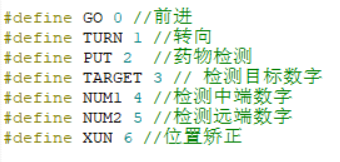 #define GO 0 //前进
#define TURN 1 //转向
#define PUT 2  //药物检测
#define TARGET 3 // 检测目标数字
#define NUM1 4 //检测中端数字
#define NUM2 5 //检测远端数字
#define XUN 6 //位置矫正